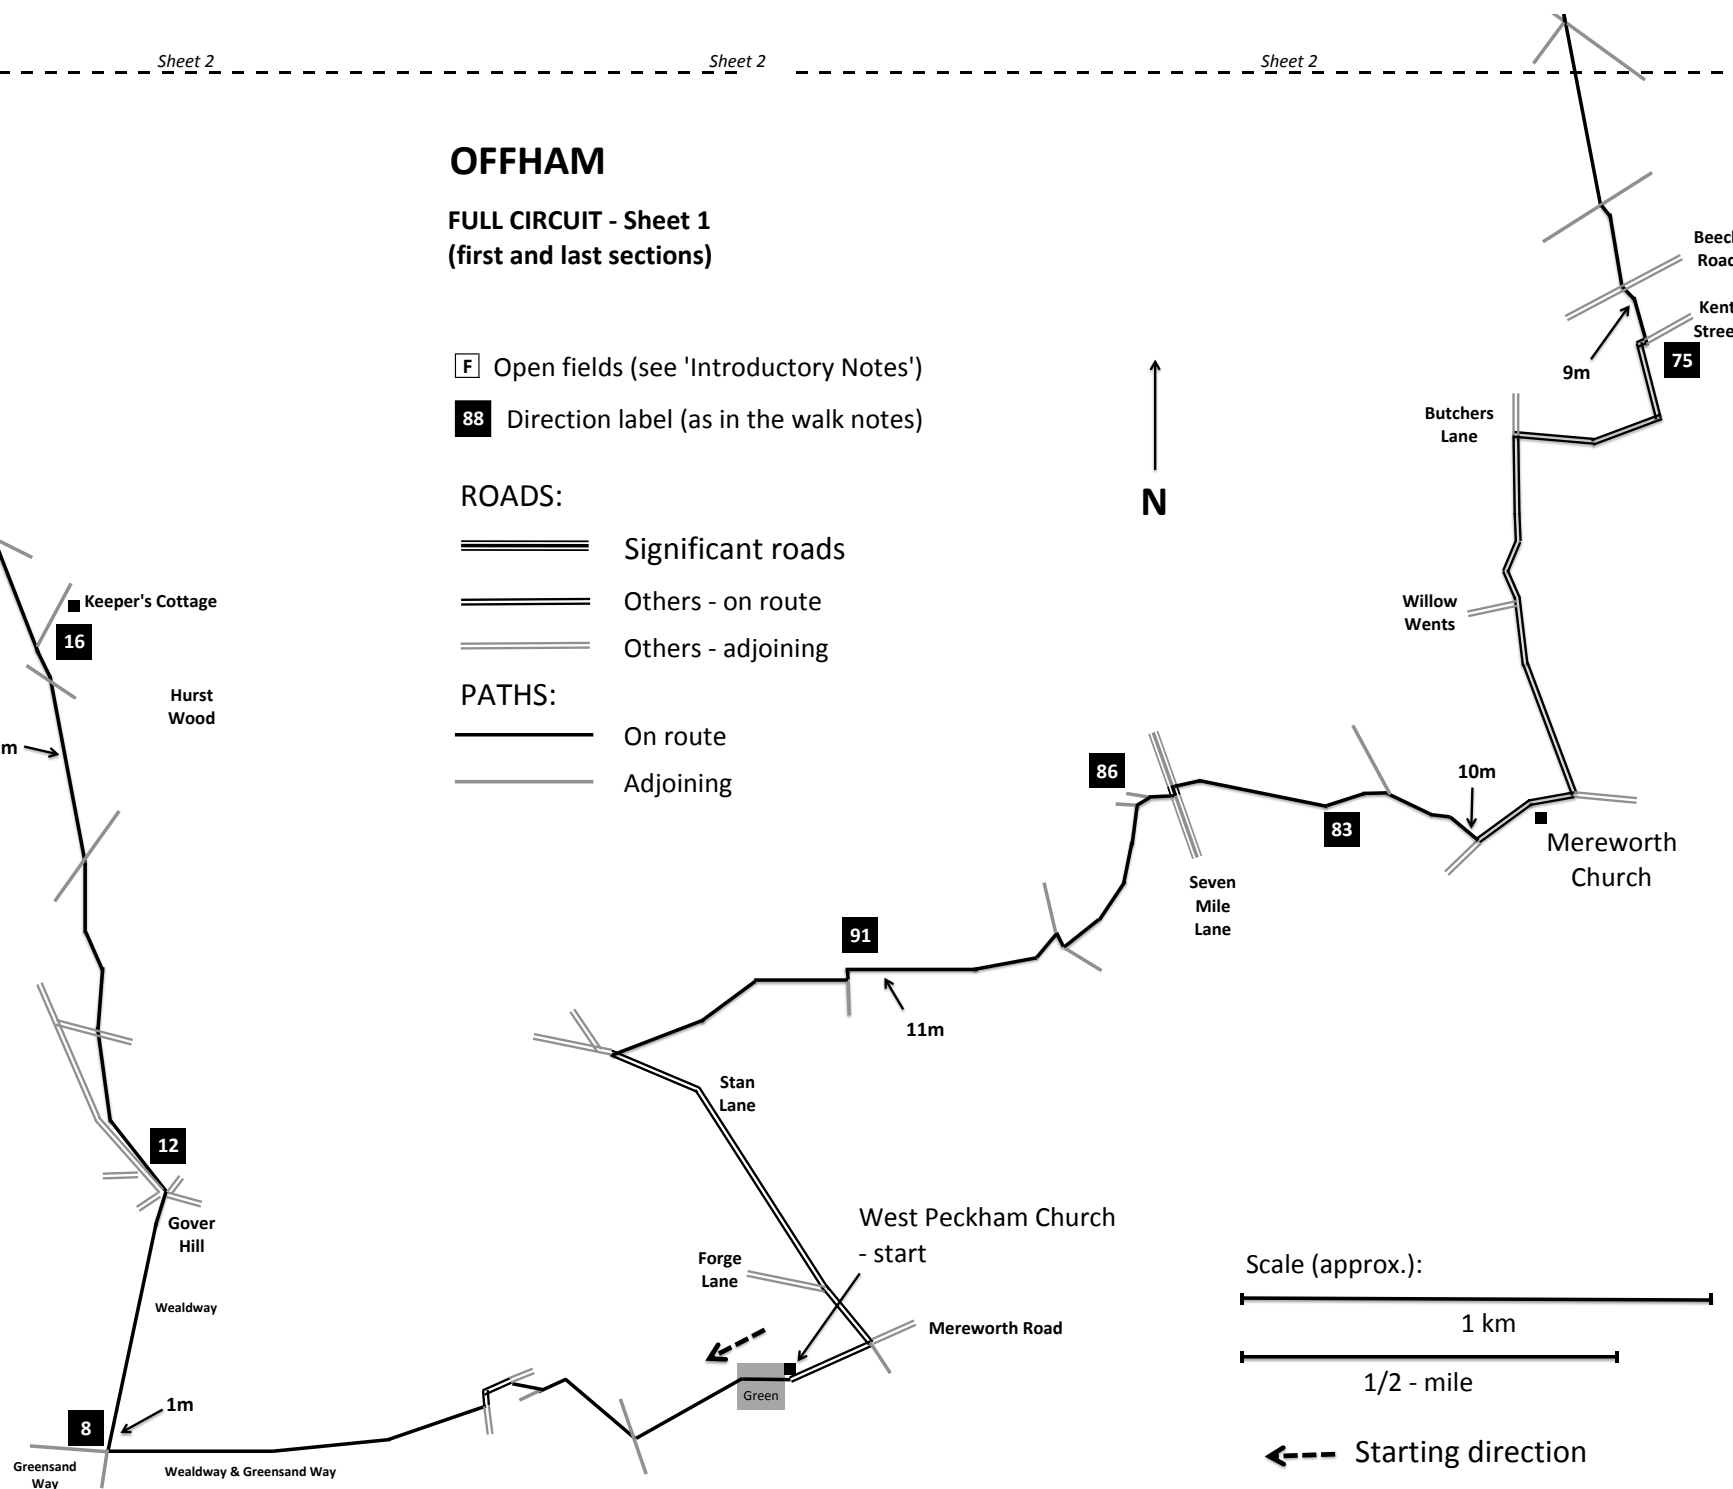 Sheet 2
Sheet 2
Sheet 2
OFFHAM
FULL CIRCUIT - Sheet 1
(first and last sections)
F Open fields (see 'Introductory Notes')
88 Direction label (as in the walk notes)
ROADS:
Significant roads
Others - on route
Others - adjoining
PATHS:
On route
Adjoining
N
Beech
Road
Kent
Stree
75
9m
Butchers
Lane
Willow
Wents
Keeper's Cottage
16
Hurst
Wood
m
86
10m
83
Mereworth
Church
Seven
Mile
Lane
91
11m
Stan
Lane
12
Gover
Hill
West Peckham Church
- start
Forge
Lane
Wealdway
Mereworth Road
Green
Scale (approx.):
1 km
1/2 - mile
1m
8
Greensand
Way
Wealdway & Greensand Way
Starting direction